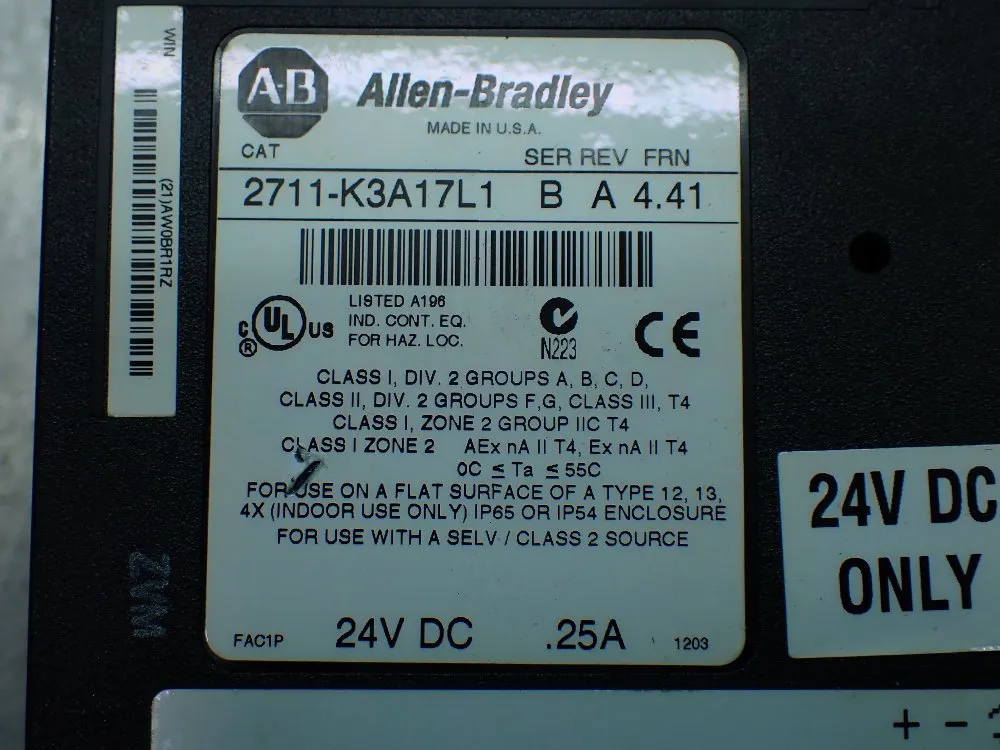 WIN
(21)AW0BR1RZ
A-B Allen-Bradley
MADE IN U.S.A.
CAT SER REV FRN
2711-K3A17L1 B A 4.41
C UL US ®
LISTED A196
IND. CONT. EQ.
FOR HAZ. LOC.
N223
CE
CLASS I, DIV. 2 GROUPS A, B, C, D,
CLASS II, DIV. 2 GROUPS F,G, CLASS III, T4
CLASS I, ZONE 2 GROUP IIC T4
CLASS I ZONE 2 AEx nA II T4, Ex nA II T4
0C ≤ Ta ≤ 55C
FOR USE ON A FLAT SURFACE OF A TYPE 12, 13,
4X (INDOOR USE ONLY) IP65 OR IP54 ENCLOSURE
FOR USE WITH A SELV / CLASS 2 SOURCE
FAC1P 24V DC .25A 1203
24V DC
ONLY
ZVM
+ -